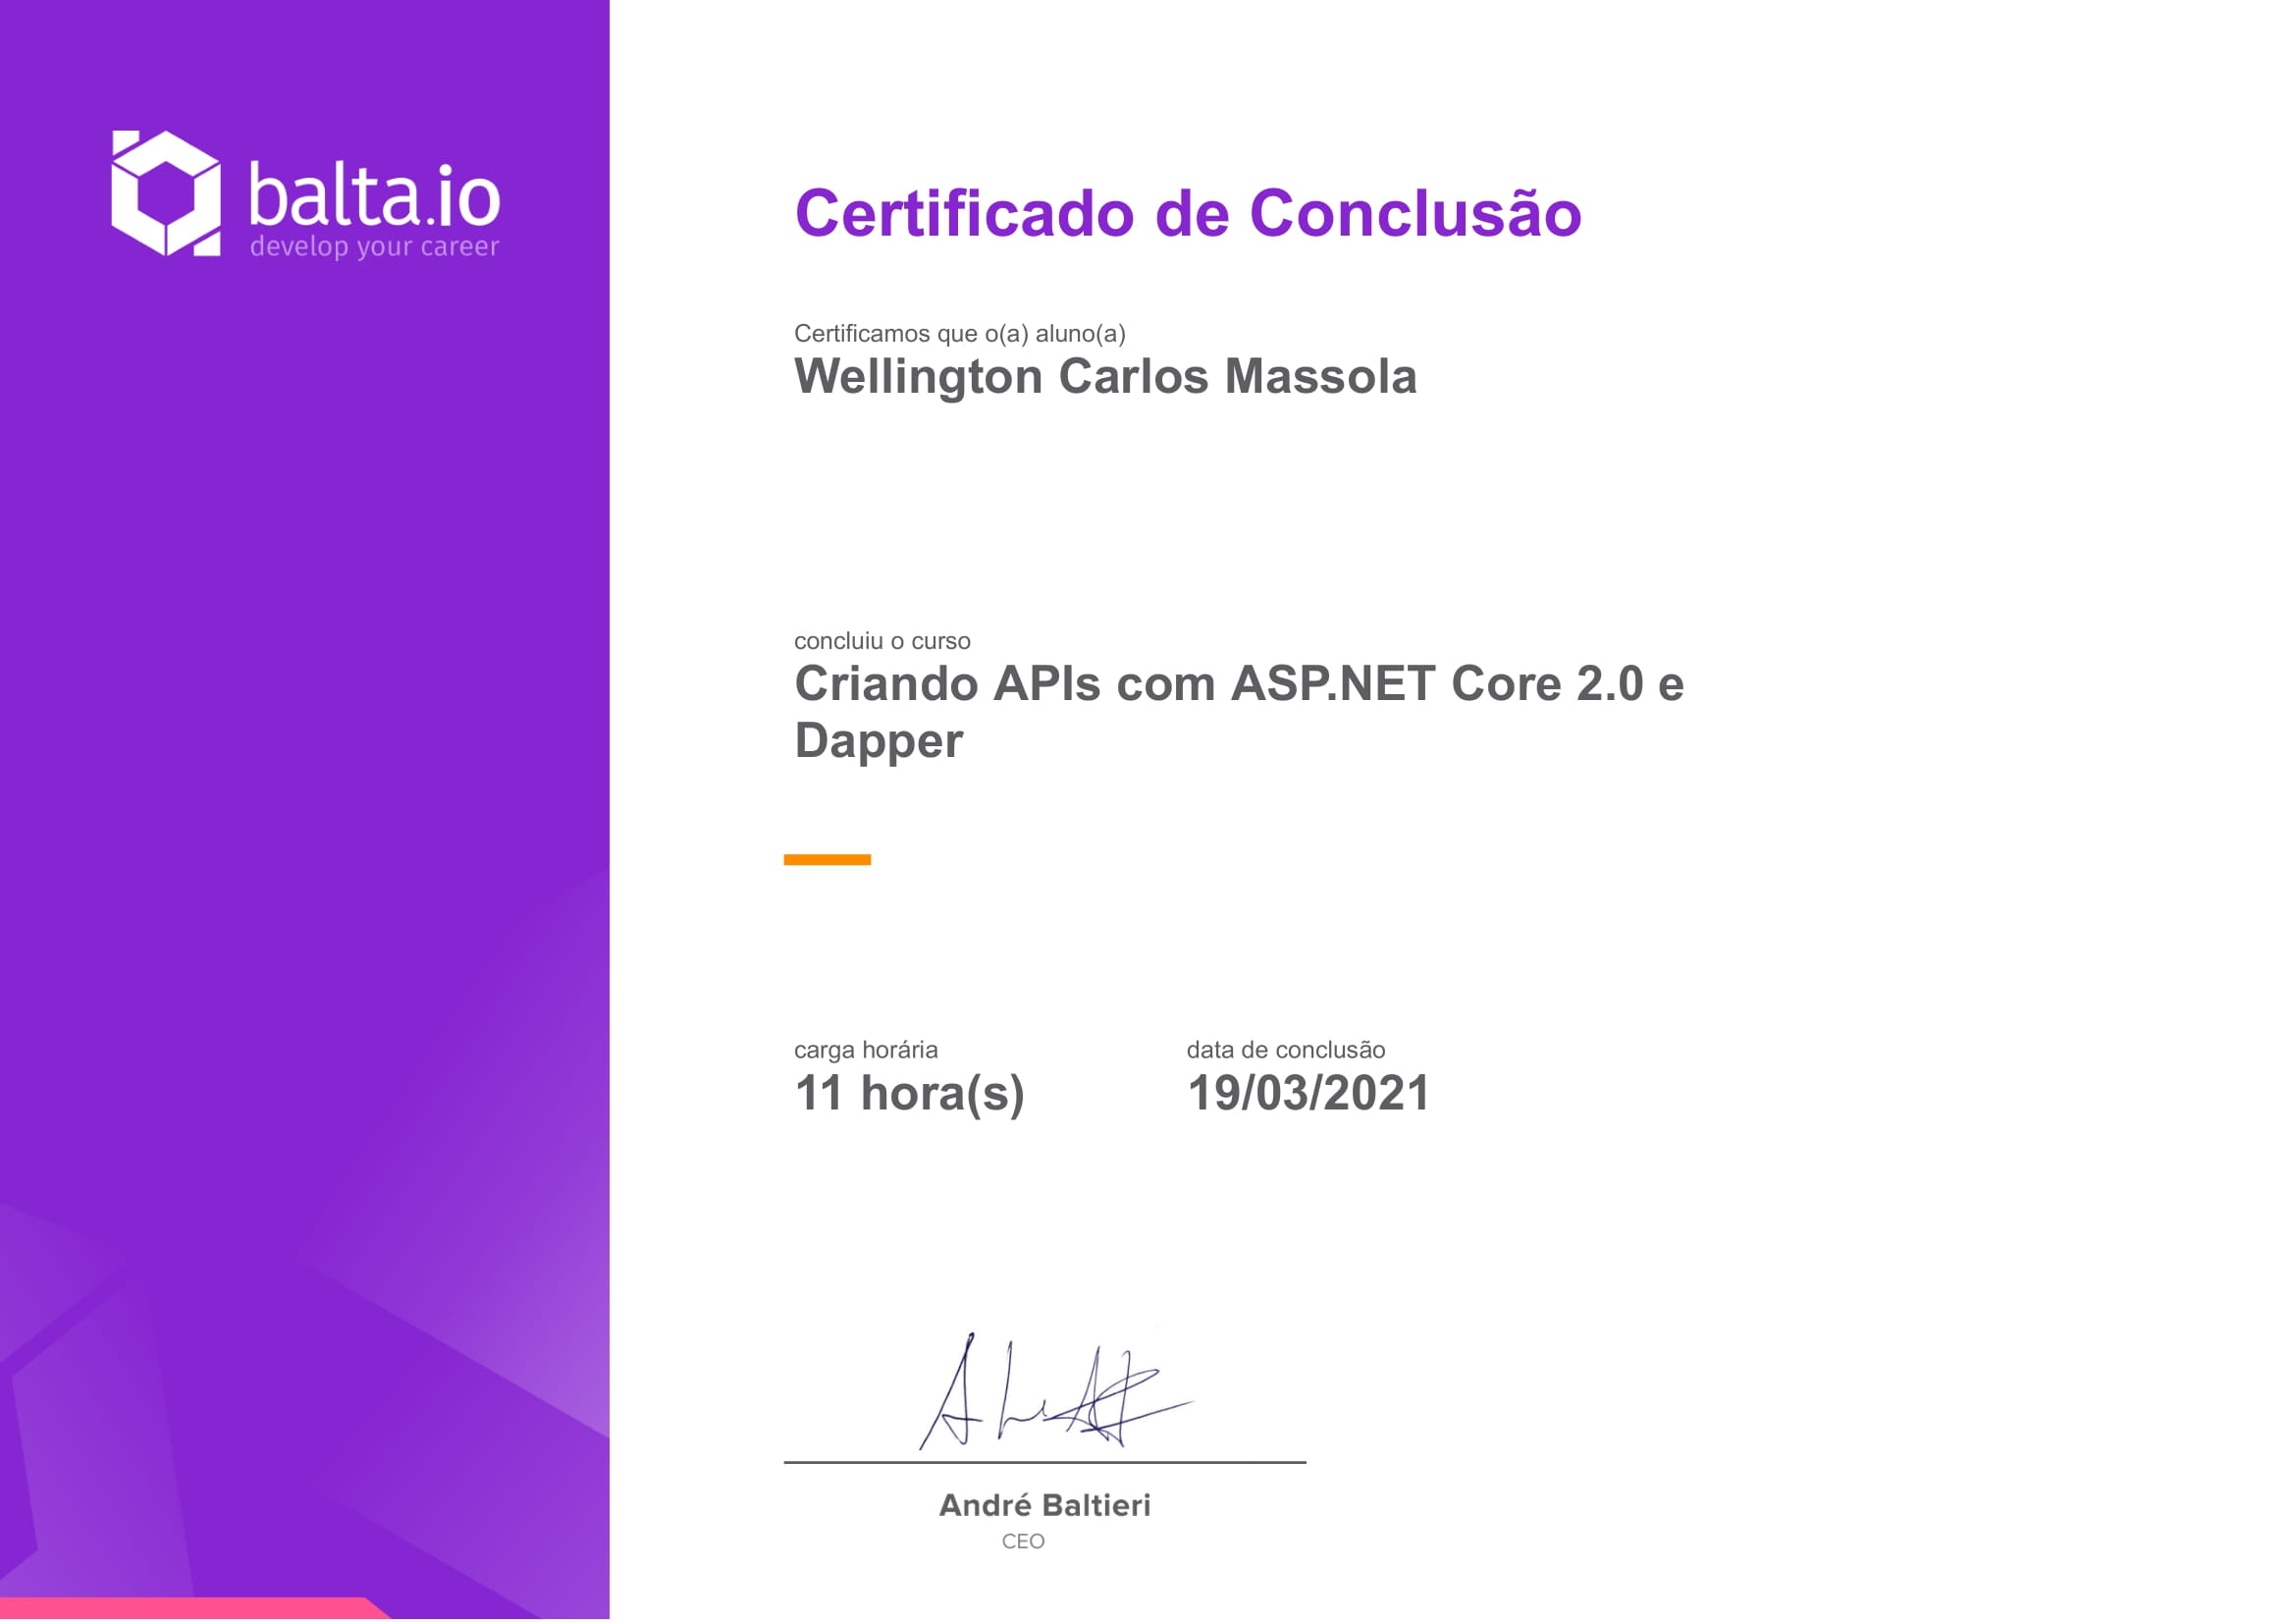 balta.io
develop your career
Certificado de Conclusão
Certificamos que o(a) aluno(a)
Wellington Carlos Massola
concluiu o curso
Criando APIs com ASP.NET Core 2.0 e
Dapper
carga horária
11 hora(s)
data de conclusão
19/03/2021
André Baltieri
CEO